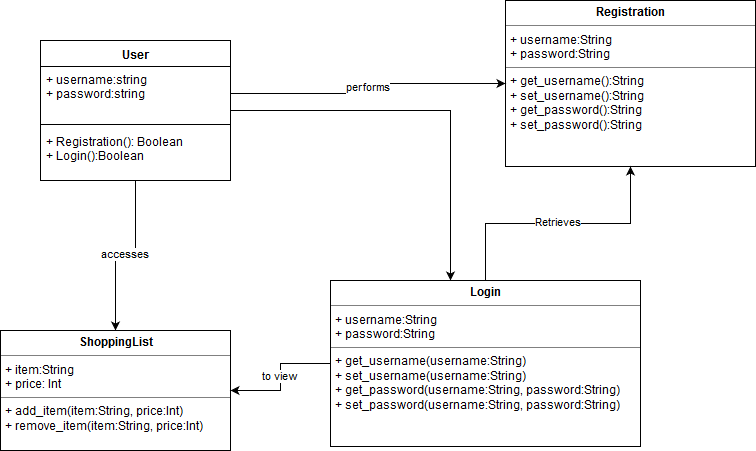 Registration
+ username:String
+ password:String
+ get_username():String
+ set_username():String
+ get_password():String
+ set_password():String
User
+ username:string
+ password:string
+ Registration(): Boolean
+ Login():Boolean
performs
accesses
Retrieves
Login
+ username:String
+ password:String
+ get_username(username:String)
+ set_username(username:String)
+ get_password(username:String, password:String)
+ set_password(username:String, password:String)
to view
ShoppingList
+ item:String
+ price: Int
+ add_item(item:String, price:Int)
+ remove_item(item:String, price:Int)